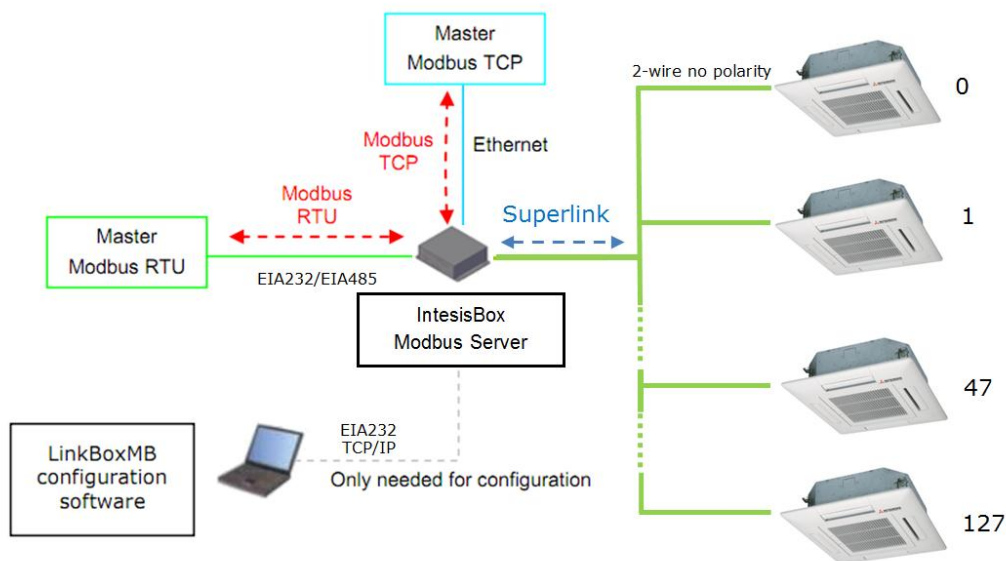 Master
Modbus TCP
2-wire no polarity
0
Modbus
TCP
Ethernet
Modbus
RTU
Superlink
1
Master
Modbus RTU
EIA232/EIA485
IntesisBox
Modbus Server
47
LinkBoxMB
configuration
software
EIA232
TCP/IP
Only needed for configuration
127